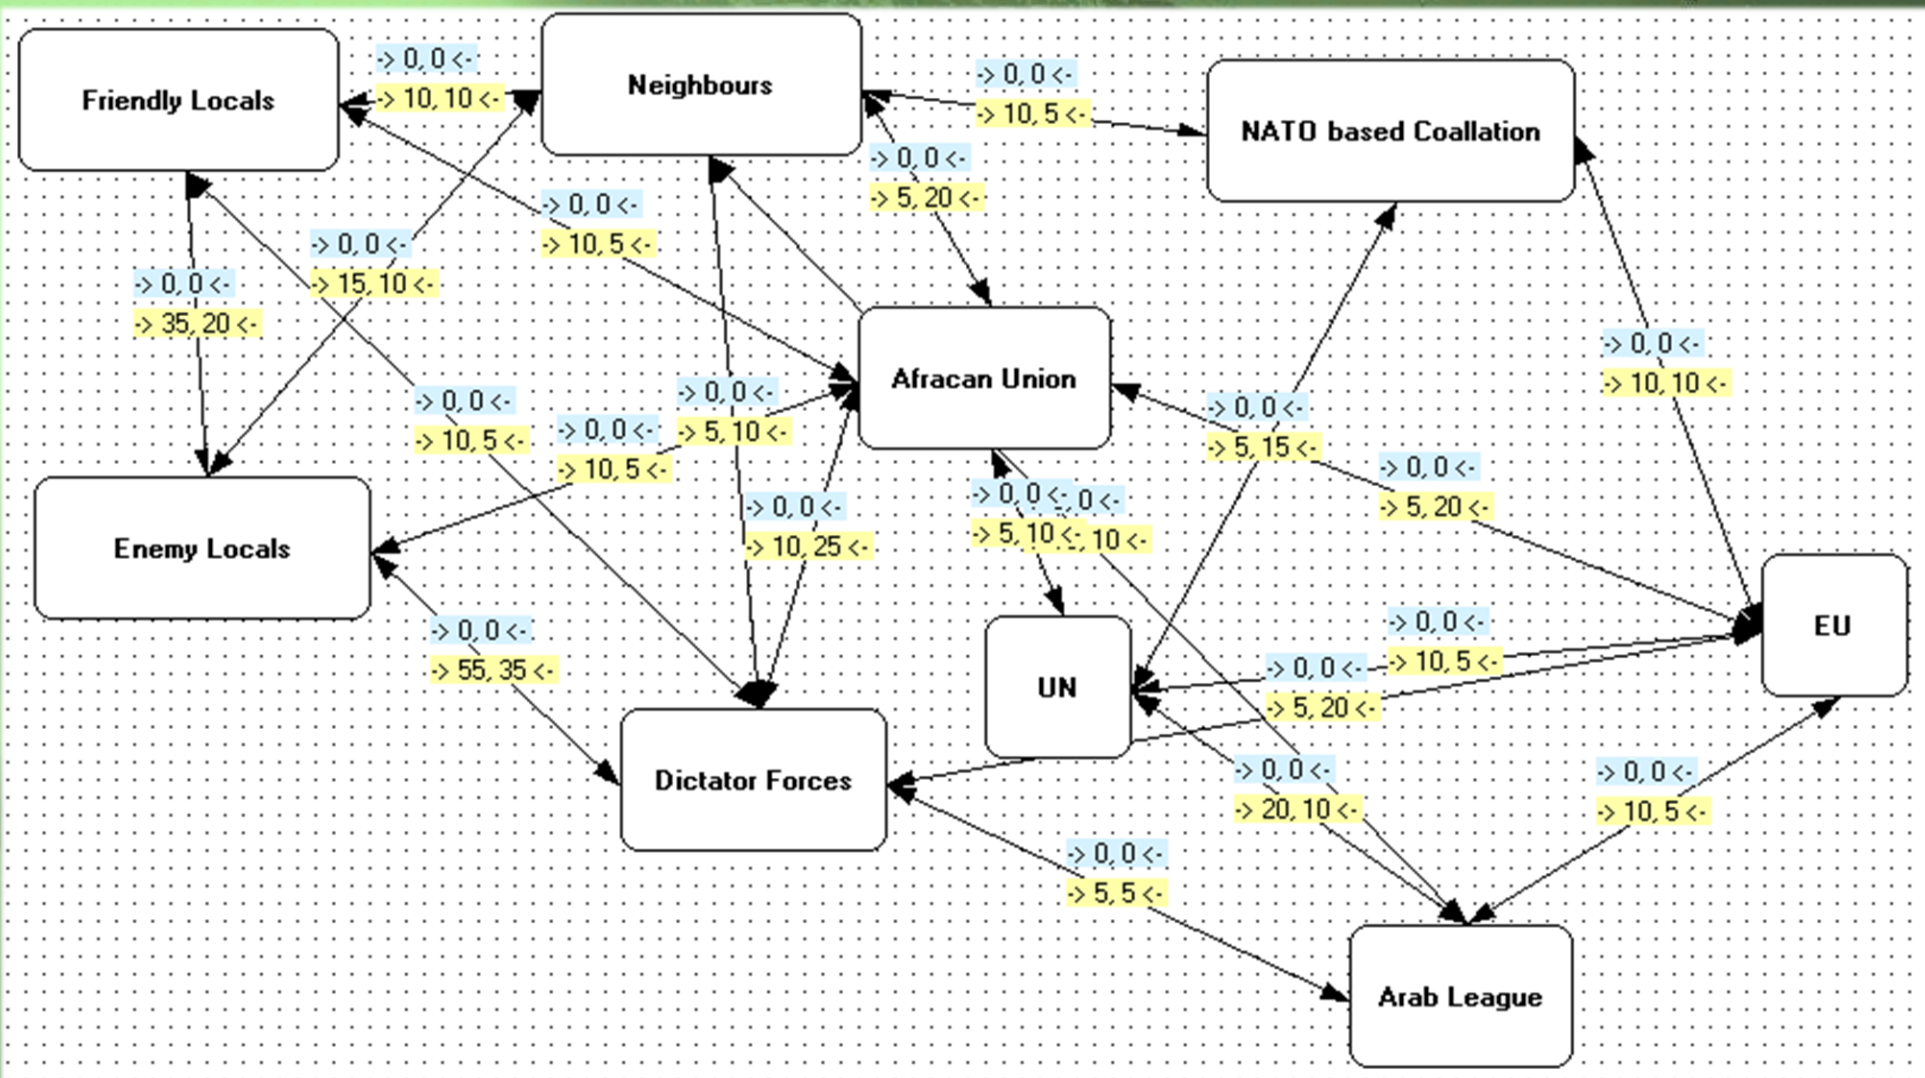 Friendly Locals
-> 0, 0 <-
-> 10, 10 <-
Neighbours
-> 0, 0 <-
-> 10, 5 <-
NATO based Coallation
-> 0, 0 <-
-> 5, 20 <-
-> 0, 0 <-
-> 10, 5 <-
-> 0, 0 <-
-> 15, 10 <-
-> 0, 0 <-
-> 35, 20 <-
Afracan Union
-> 0, 0 <-
-> 10, 10 <-
-> 0, 0 <-
-> 10, 5 <-
-> 0, 0 <-
-> 5, 10 <-
-> 0, 0 <-
-> 10, 5 <-
-> 0, 0 <-
-> 5, 15 <-
-> 0, 0 <-
-> 5, 20 <-
-> 0, 0 <-
-> 5, 10 <-
0 <-
10 <-
-> 0, 0 <-
-> 10, 25 <-
Enemy Locals
-> 0, 0 <-
-> 55, 35 <-
UN
-> 0, 0 <-
-> 10, 5 <-
-> 0, 0 <-
-> 5, 20 <-
EU
Dictator Forces
-> 0, 0 <-
-> 20, 10 <-
-> 0, 0 <-
-> 10, 5 <-
-> 0, 0 <-
-> 5, 5 <-
Arab League